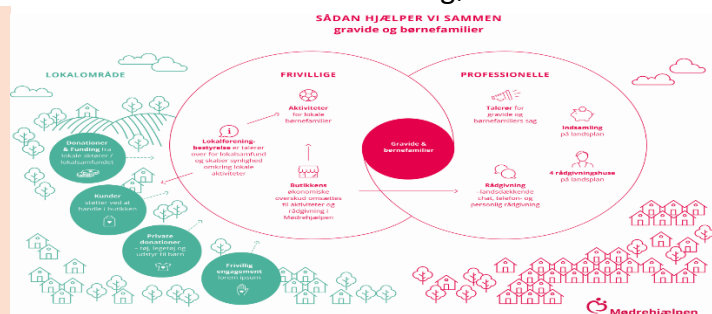 SÅDAN HJÆLPER VI SAMMEN
gravide og børnefamilier
LOKALOMRÅDE
FRIVILLIGE
PROFESSIONELLE
Aktiviteter
for lokale
børnefamilier
Talerør for
gravide og
børnefamiliers sag
Indsamling
på landsplan
Donationer
& Funding fra
lokale aktører /
lokalsamfundet
Lokalforenings-
bestyrelse er talerør
over for lokalsamfund
og skaber synlighed
omkring lokale
aktiviteter
Gravide &
børnefamilier
4 rådgivningshuse
på landsplan
Kunder
støtter ved at
handle i butikken
Butikkens
økonomiske
overskud omsættes
til aktiviteter og
rådgivning i
Mødrehjælpen
Rådgivning
-landsdækkende
chat, telefon- og
personlig rådgivning
Private
donationer
- tøj, legetøj og
udstyr til børn
Frivillig
engagement
lorem ipsum
Mødrehjælpen